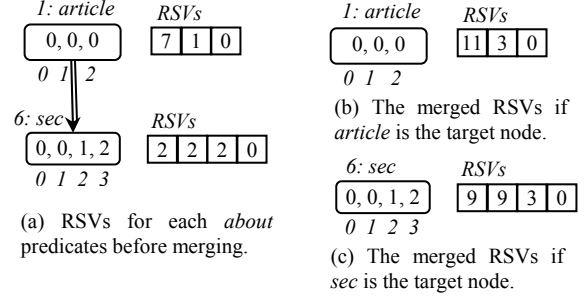 1: article
RSVs
0, 0, 0
7 1 0
0 1 2
6: sec
RSVs
0, 0, 1, 2
2 2 2 0
0 1 2 3
(a) RSVs for each about
predicates before merging.
1: article
RSVs
0, 0, 0
11 3 0
0 1 2
(b) The merged RSVs if
article is the target node.
6: sec
RSVs
0, 0, 1, 2
9 9 3 0
0 1 2 3
(c) The merged RSVs if
sec is the target node.